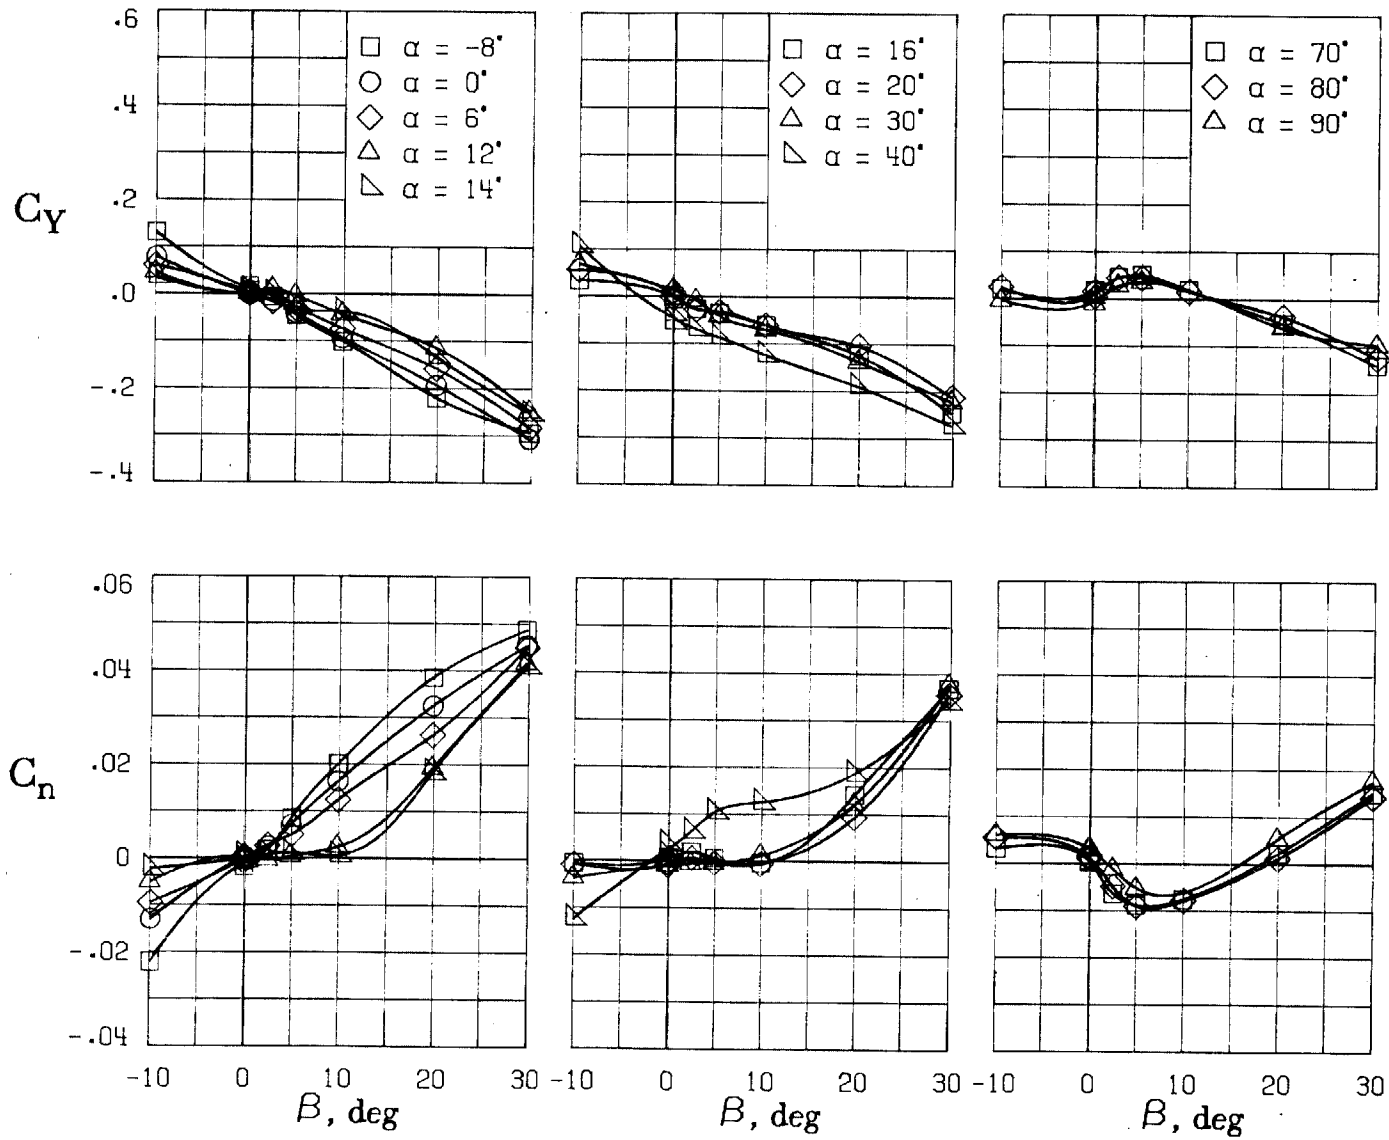 .6
.4
.2
.0
-.2
-.4
C_Y
□ α = -8°
○ α = 0°
◇ α = 6°
△ α = 12°
◺ α = 14°
□ α = 16°
◇ α = 20°
△ α = 30°
◺ α = 40°
□ α = 70°
◇ α = 80°
△ α = 90°
.06
.04
.02
0
-.02
-.04
C_n
-10 0 10 20 30
-10 0 10 20 30
-10 0 10 20 30
β, deg
β, deg
β, deg